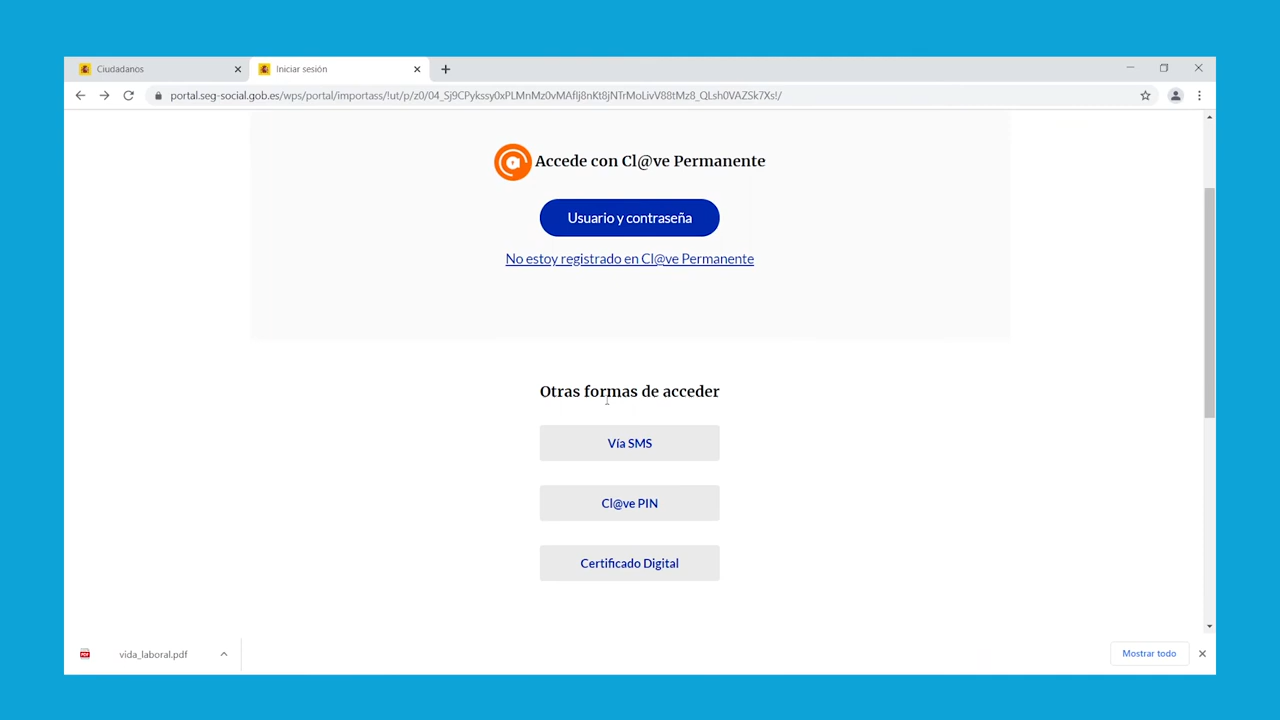 Ciudadanos
Iniciar sesión
portal.seg-social.gob.es/wps/portal/importass/!ut/p/z0/
Accede con Cl@ve Permanente
Usuario y contraseña
No estoy registrado en Cl@ve Permanente
Otras formas de acceder
Vía SMS
Cl@ve PIN
Certificado Digital
PDF
vida_laboral.pdf
Mostrar todo